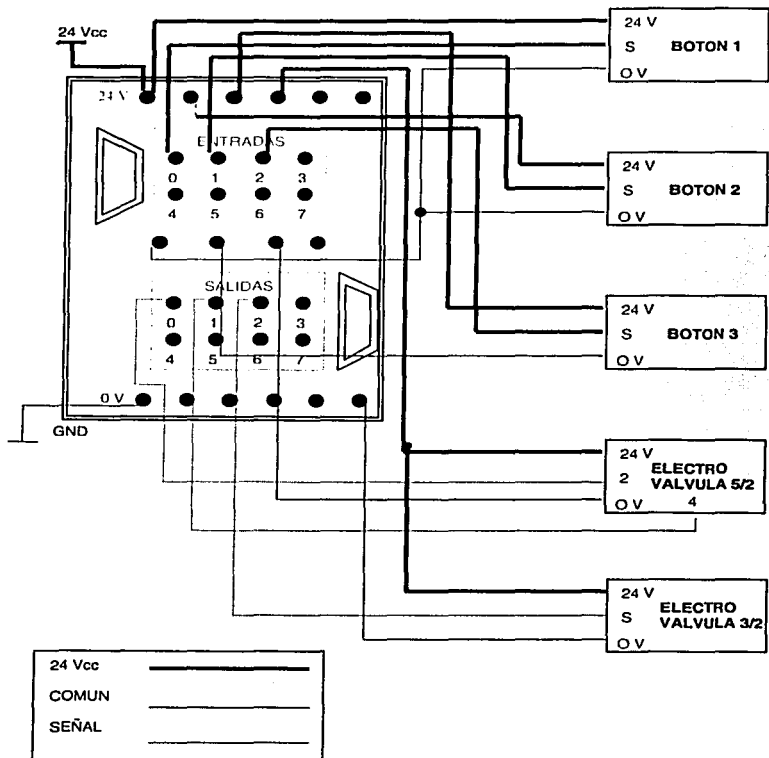 24 Vcc
24 V
ENTRADAS
0 1 2 3
4 5 6 7
SALIDAS
0 1 2 3
4 5 6 7
0 V
GND
24 V
S BOTON 1
O V
24 V
S BOTON 2
O V
24 V
S BOTON 3
O V
24 V
ELECTRO
2 VALVULA 5/2
O V 4
24 V
ELECTRO
S VALVULA 3/2
O V
24 Vcc
COMUN
SEÑAL